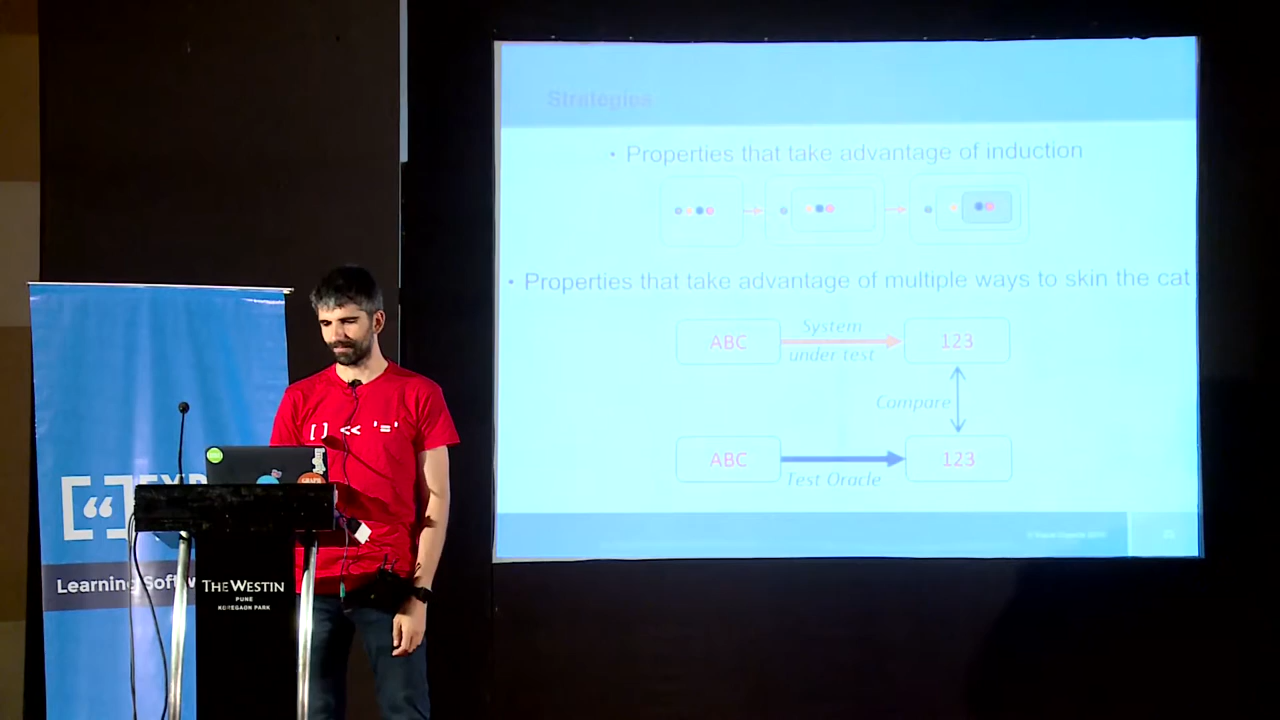 Strategies
• Properties that take advantage of induction
• Properties that take advantage of multiple ways to skin the cat
ABC
System
under test
123
Compare
ABC
Test Oracle
123
[ ] << '='
[“]
Learning Softw
THE WESTIN
PUNE
KOREGAON PARK